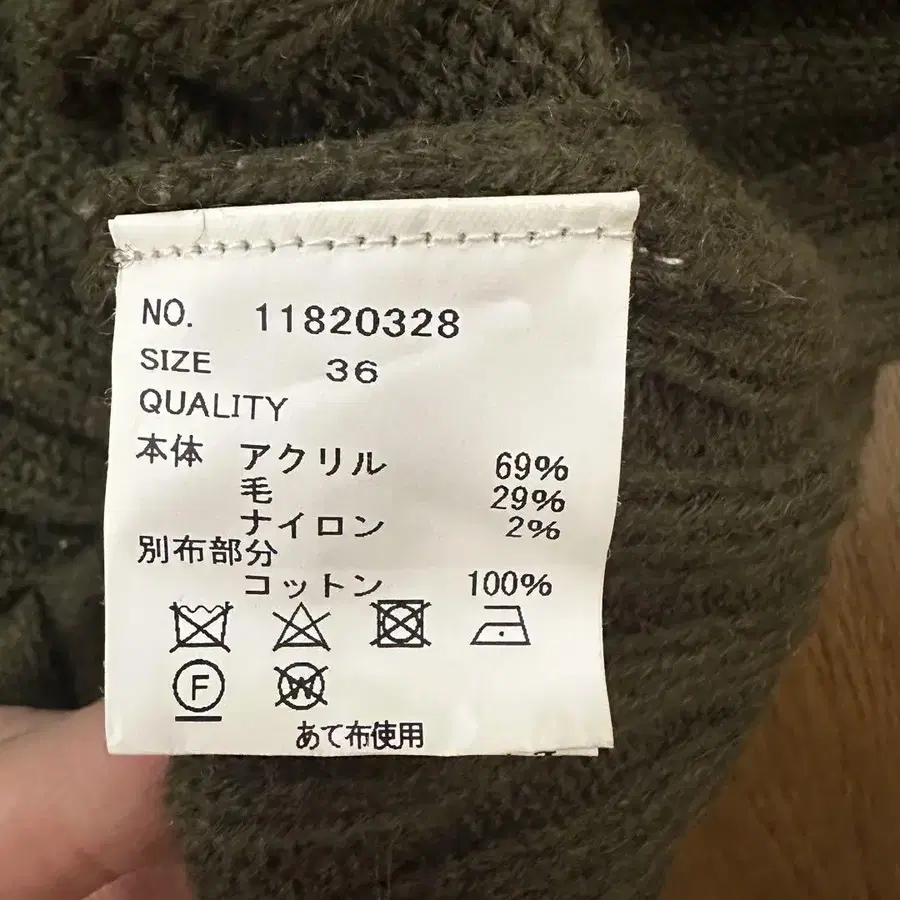 NO. 11820328
SIZE 36
QUALITY
本体 アクリル 69%
毛 29%
ナイロン 2%
別布部分
コットン 100%
F W
あて布使用